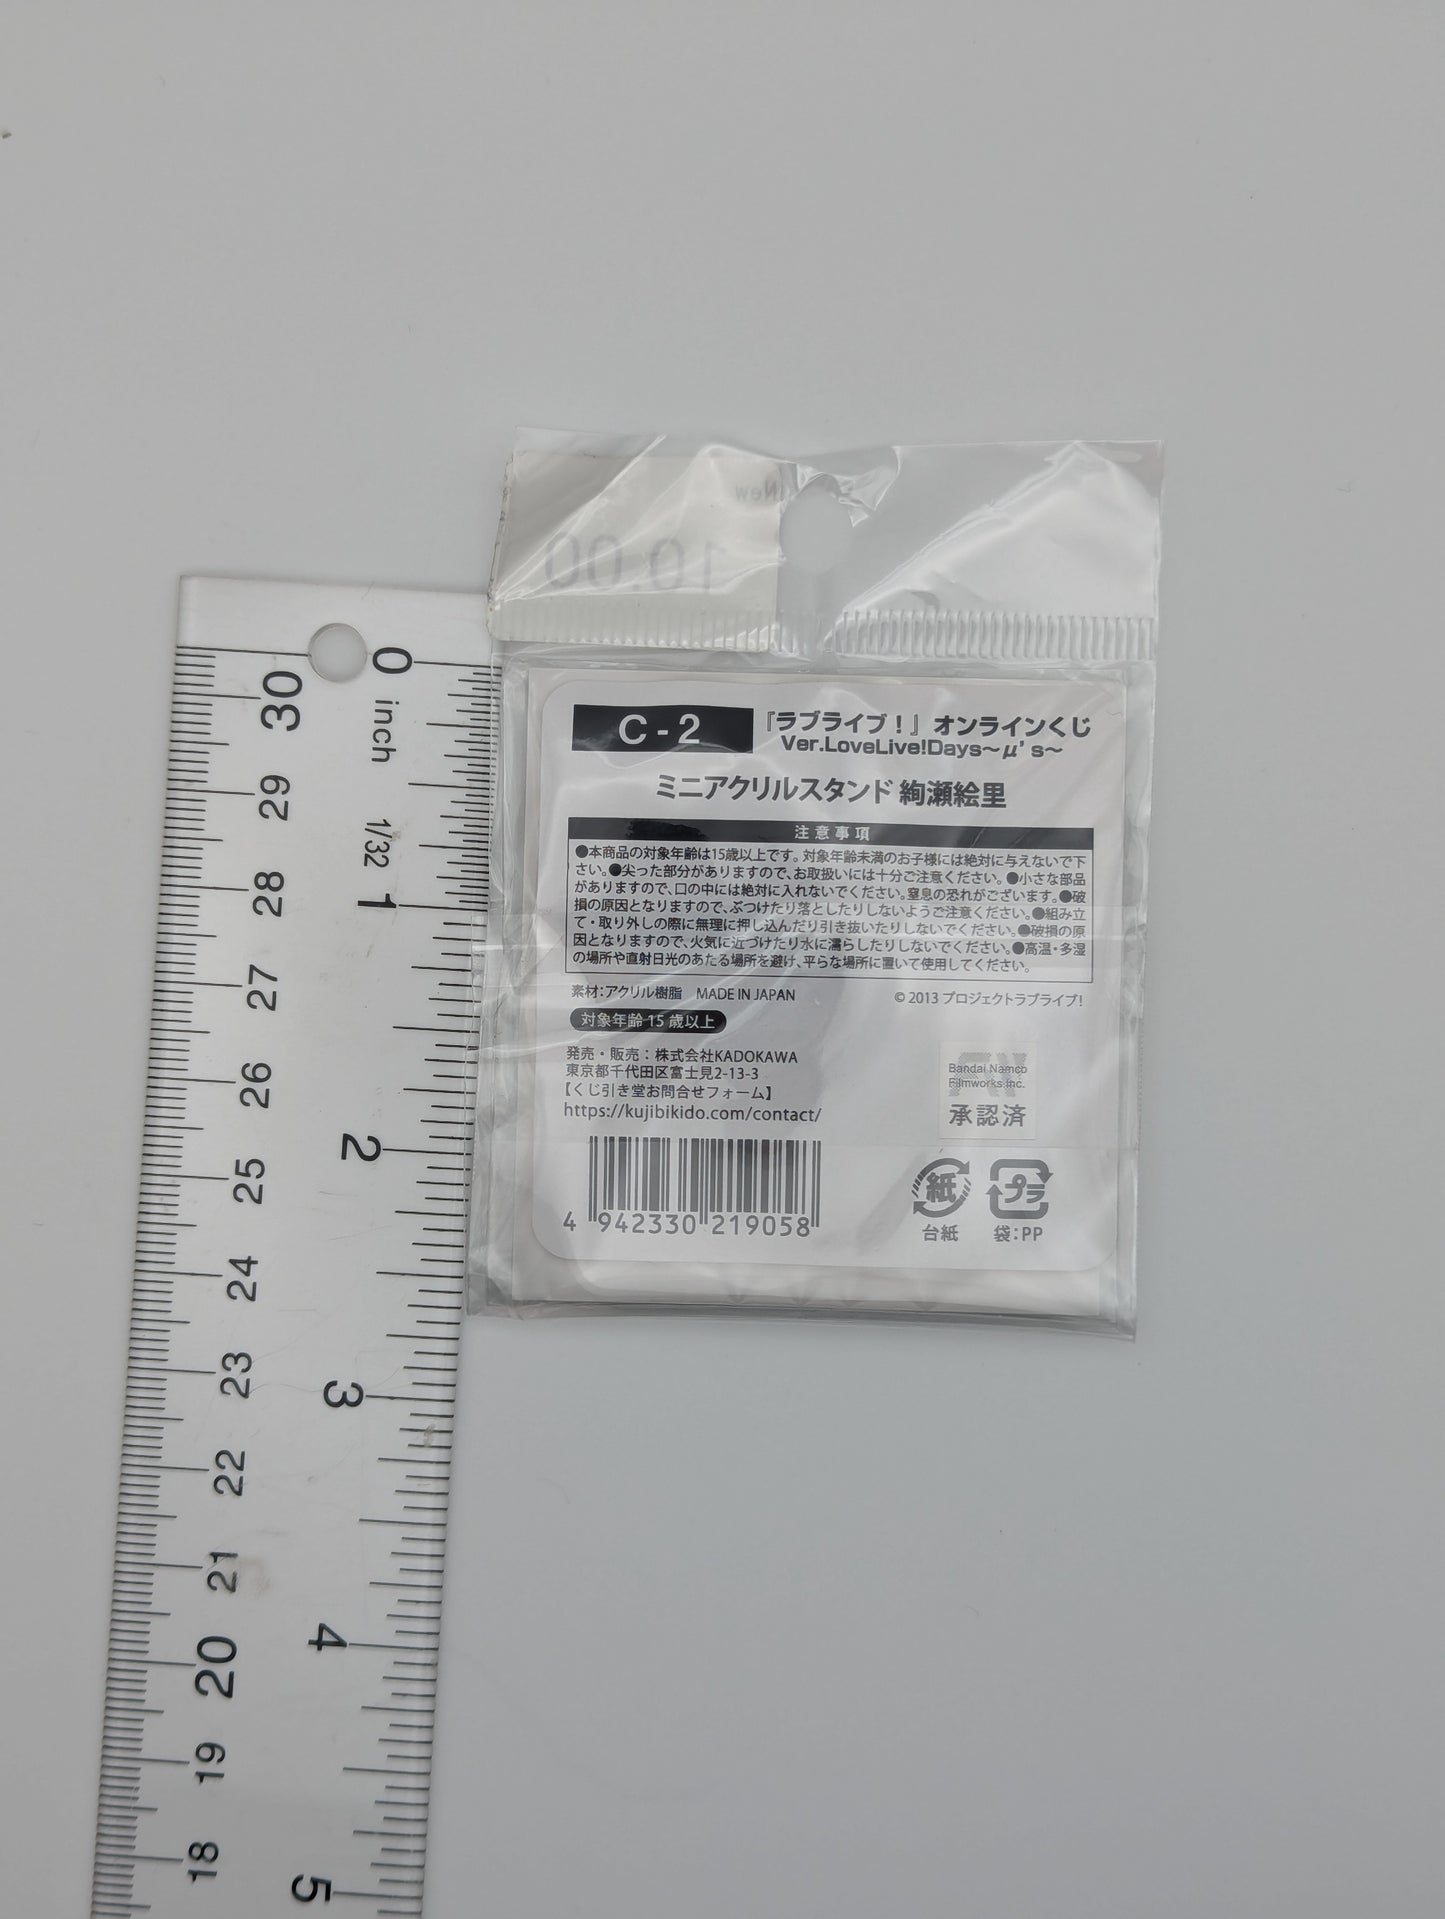 New
10.00
C-2
『ラブライブ！』オンラインくじ
Ver.LoveLive!Days～μ's～
ミニアクリルスタンド 絢瀬絵里
注意事項
●本商品の対象年齢は15歳以上です。対象年齢未満のお子様には絶対に与えないで下
さい。●尖った部分がありますので、お取扱いには十分ご注意ください。●小さな部品
がありますので、口の中には絶対に入れないでください。窒息の恐れがございます。●破
損の原因となりますので、ぶつけたり落としたりしないようご注意ください。●組み立
て・取り外しの際に無理に押し込んだり引き抜いたりしないでください。●破損の原
因となりますので、火気に近づけたり水に濡らしたりしないでください。●高温・多湿
の場所や直射日光のあたる場所を避け、平らな場所に置いて使用してください。
素材：アクリル樹脂 MADE IN JAPAN
© 2013 プロジェクトラブライブ！
対象年齢 15 歳以上
発売・販売：株式会社KADOKAWA
東京都千代田区富士見2-13-3
【くじ引き堂お問合せフォーム】
https://kujibikido.com/contact/
Bandai Namco
Filmworks Inc.
承認済
4 942330 219058
紙
台紙
プラ
袋：PP
0
inch
1/32
1
2
3
4
5
30
29
28
27
26
25
24
23
22
21
20
19
18